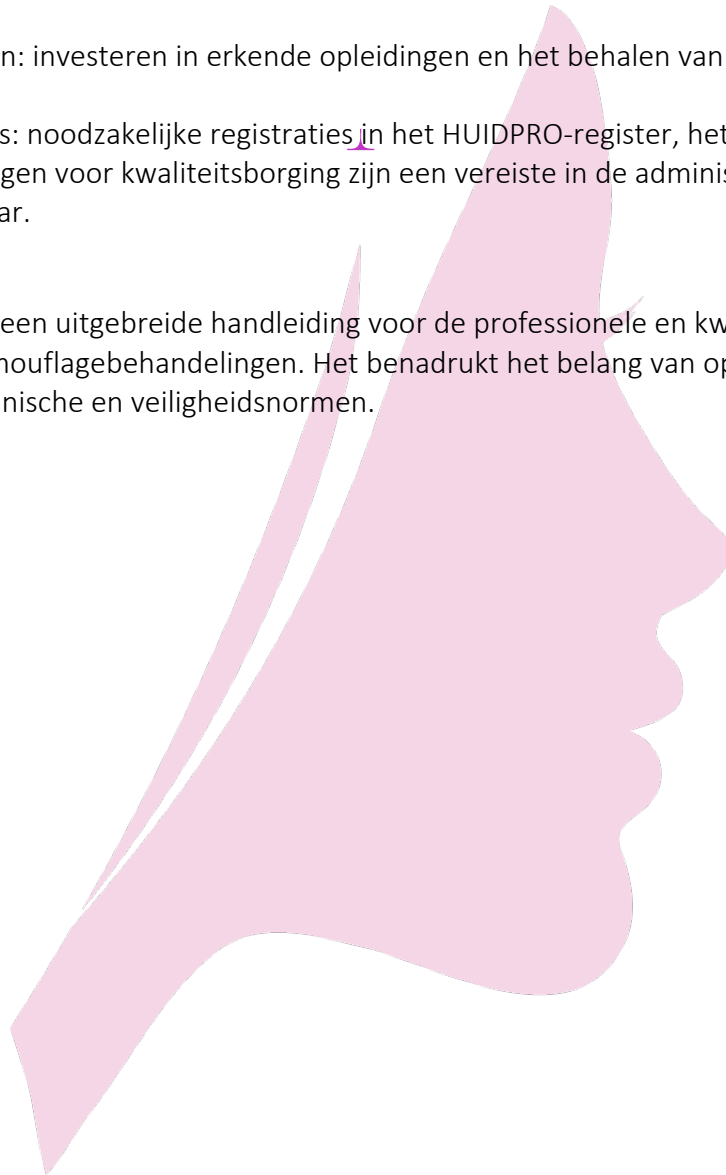 n: investeren in erkende opleidingen en het behalen van
s: noodzakelijke registraties in het HUIDPRO-register, het
gen voor kwaliteitsborging zijn een vereiste in de adminis
ar.
een uitgebreide handleiding voor de professionele en kw
mouflagebehandelingen. Het benadrukt het belang van op
nische en veiligheidsnormen.